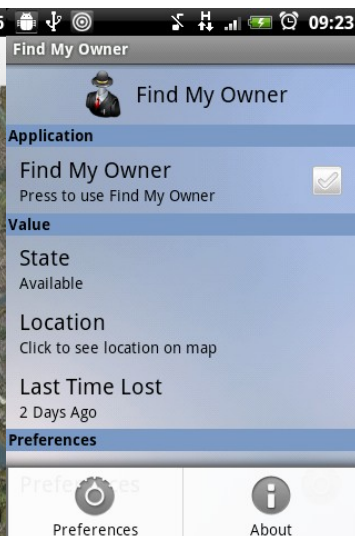 09:23
Find My Owner
Find My Owner
Application
Find My Owner
Press to use Find My Owner
Value
State
Available
Location
Click to see location on map
Last Time Lost
2 Days Ago
Preferences
Preferences
Preferences
About